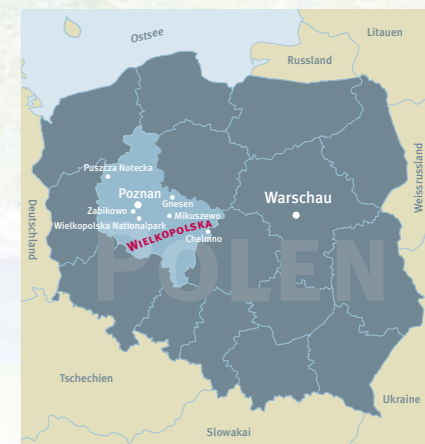 Ostsee
Litauen
Russland
Weissrussland
Deutschland
Puszcza Notecka
Poznan
Gnesen
Warschau
Zabikowo
Mikuszewo
Wielkopolska Nationalpark
Chelmno
WIELKOPOLSKA
POLEN
Tschechien
Ukraine
Slowakai